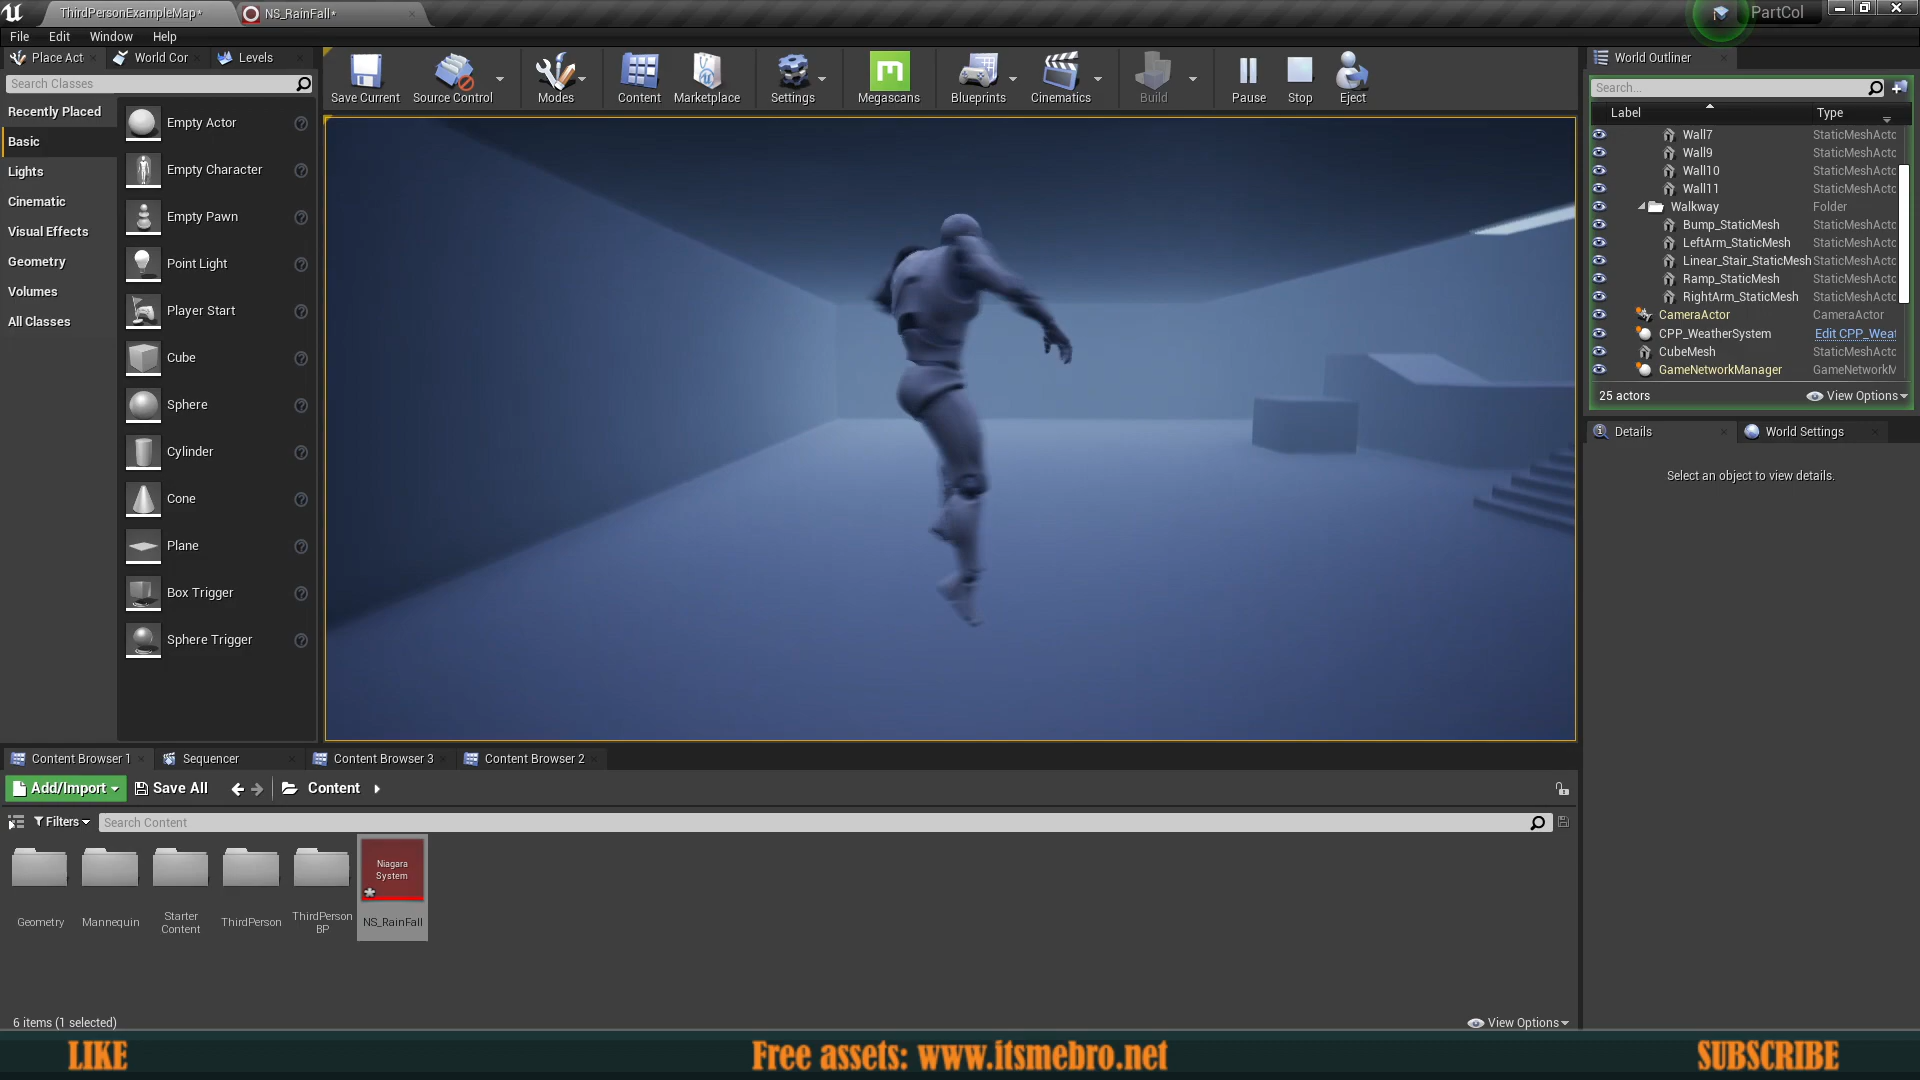 ThirdPersonExampleMap*
NS_RainFall*
PartCol
File Edit Window Help
Place Act
World Cor
Levels
Search Classes
Recently Placed
Basic
Lights
Cinematic
Visual Effects
Geometry
Volumes
All Classes
Empty Actor
Empty Character
Empty Pawn
Point Light
Player Start
Cube
Sphere
Cylinder
Cone
Plane
Box Trigger
Sphere Trigger
Save Current
Source Control
Modes
Content
Marketplace
Settings
Megascans
Blueprints
Cinematics
Build
Pause
Stop
Eject
World Outliner
Search...
Label Type
Wall7 StaticMeshActo
Wall9 StaticMeshActo
Wall10 StaticMeshActo
Wall11 StaticMeshActo
Walkway Folder
Bump_StaticMesh StaticMeshActo
LeftArm_StaticMesh StaticMeshActo
Linear_Stair_StaticMesh StaticMeshActo
Ramp_StaticMesh StaticMeshActo
RightArm_StaticMesh StaticMeshActo
CameraActor CameraActor
CPP_WeatherSystem Edit CPP_Weat
CubeMesh StaticMeshActo
GameNetworkManager GameNetworkM
25 actors
View Options
Details
World Settings
Select an object to view details.
Content Browser 1
Sequencer
Content Browser 3
Content Browser 2
Add/Import
Save All
Content
Filters
Search Content
Geometry
Mannequin
Starter
Content
ThirdPerson
ThirdPerson
BP
Niagara
System
NS_RainFall
6 items (1 selected)
View Options
LIKE
Free assets: www.itsmebro.net
SUBSCRIBE